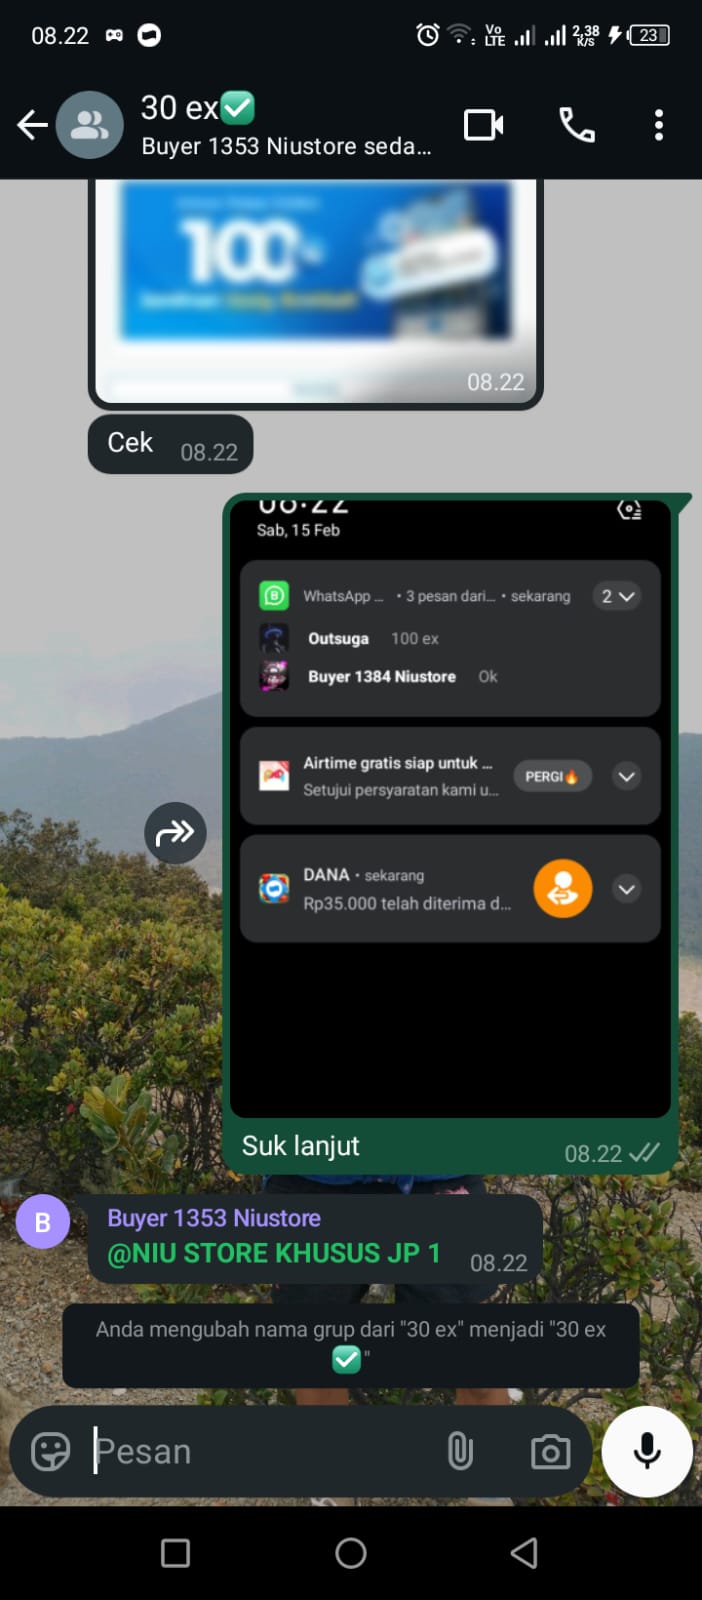 08.22
Vo
LTE
2,38
K/S
23
30 ex✅
Buyer 1353 Niustore seda...
100%
08.22
Cek
08.22
08:22
Sab, 15 Feb
WhatsApp ... • 3 pesan dari... • sekarang
2
Outsuga 100 ex
Buyer 1384 Niustore Ok
Airtime gratis siap untuk ...
Setujui persyaratan kami u...
PERGI🔥
DANA • sekarang
Rp35.000 telah diterima d...
Suk lanjut
08.22
B
Buyer 1353 Niustore
@NIU STORE KHUSUS JP 1
08.22
Anda mengubah nama grup dari "30 ex" menjadi "30 ex
✅"
Pesan